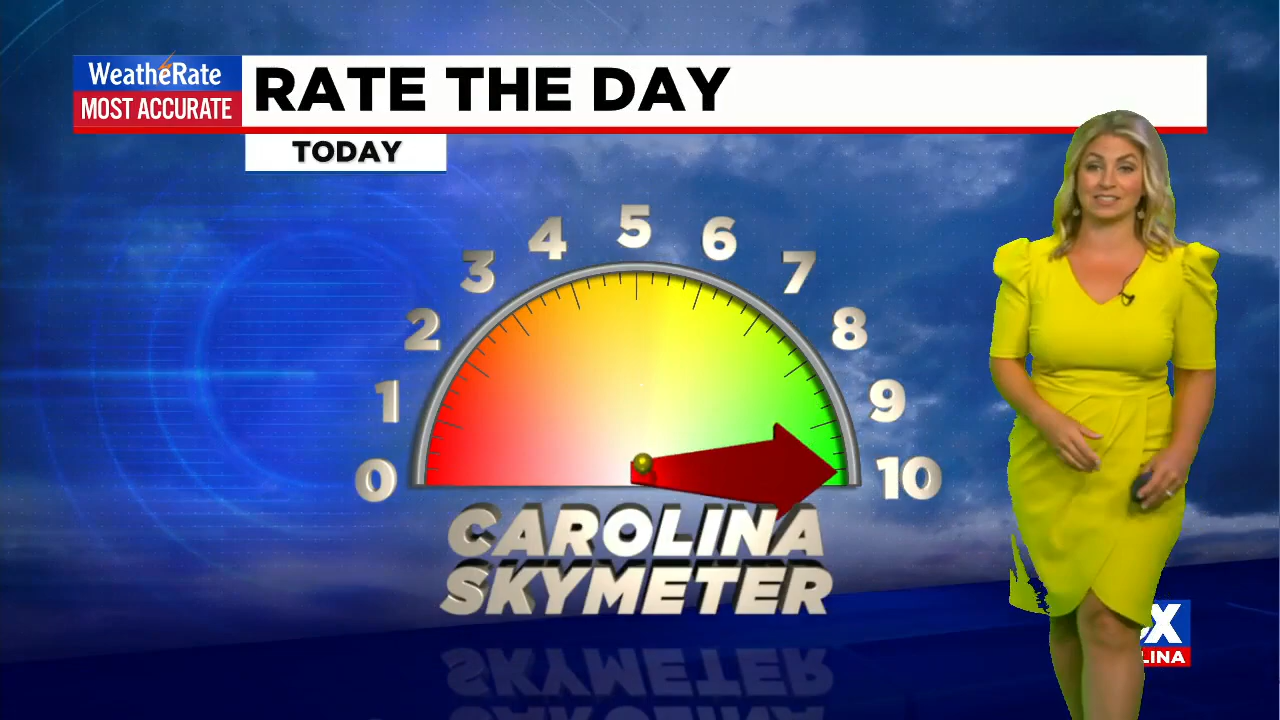 WeatheRate
MOST ACCURATE
RATE THE DAY
TODAY
0
1
2
3
4
5
6
7
8
9
10
CAROLINA
SKYMETER
X
LINA